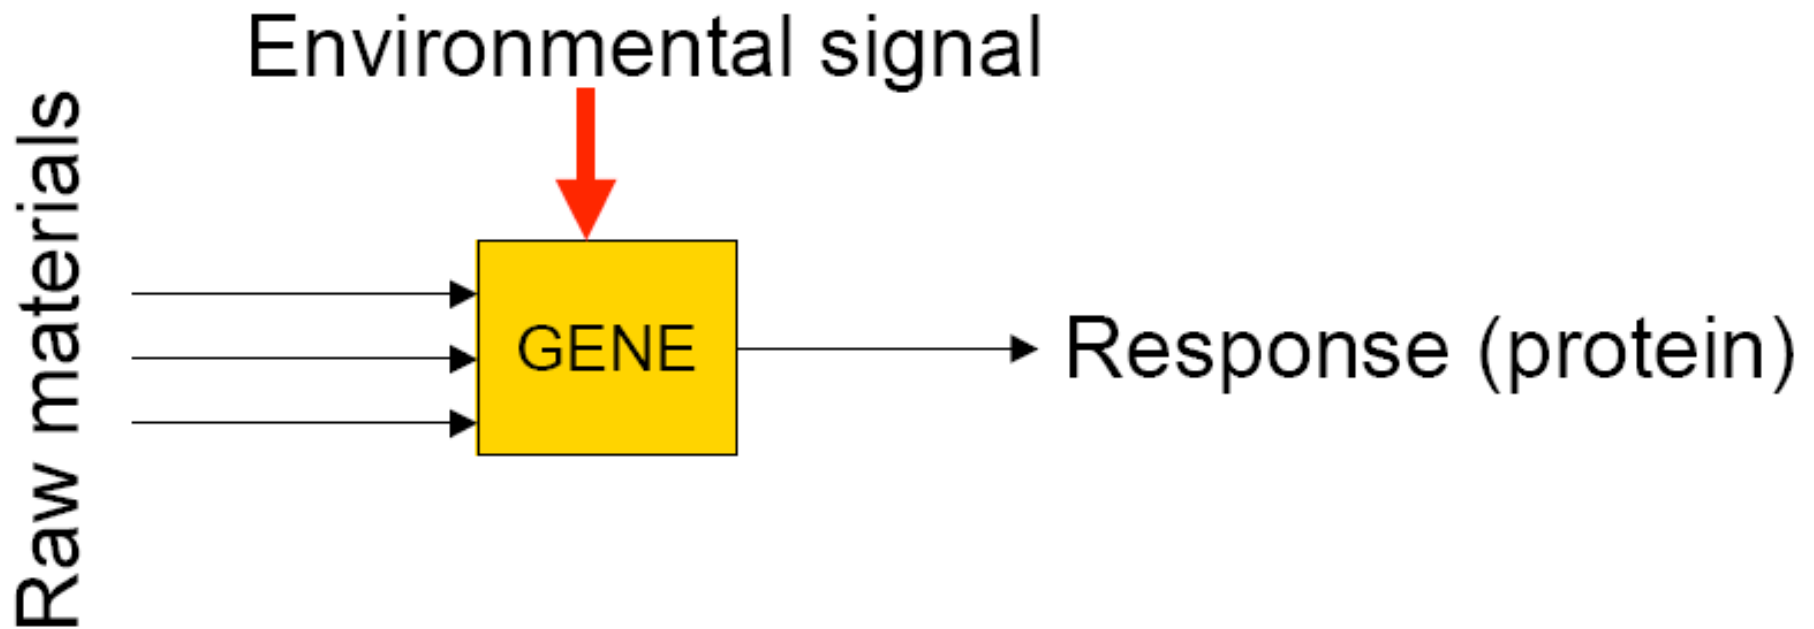 Environmental signal
Raw materials
GENE
Response (protein)